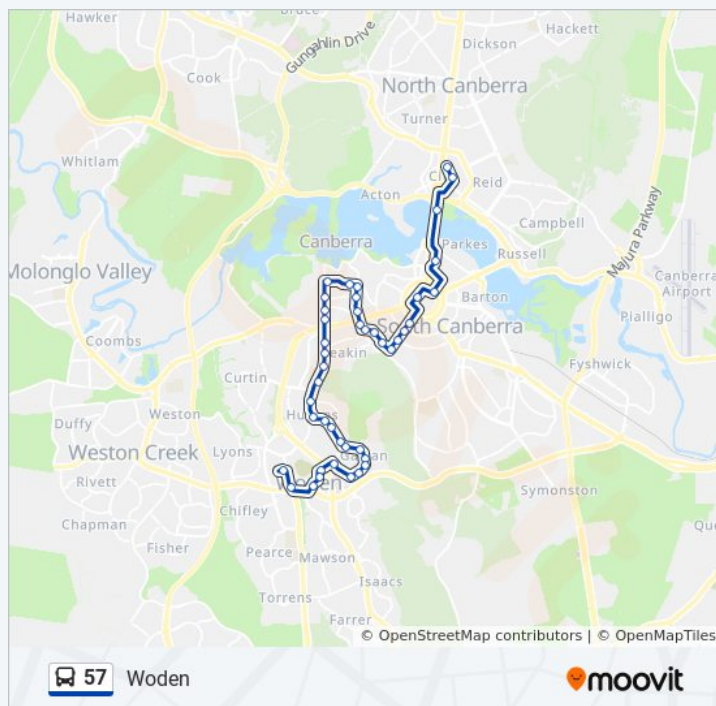 Hawker
Bruce
Hackett
Gungahlin Drive
Dickson
Cook
North Canberra
Turner
Whitlam
Reid
Acton
Campbell
Majura Parkway
Canberra
Parkes
Russell
Molonglo Valley
Canberra
Airport
Barton
Pialligo
Coombs
South Canberra
Deakin
Fyshwick
Curtin
Duffy
Weston
Weston Creek
Lyons
Rivett
Woden
Symonston
Chifley
Chapman
Fisher
Pearce
Mawson
Isaacs
Torrens
Farrer
© OpenStreetMap contributors | © OpenMapTiles
57 Woden
moovit